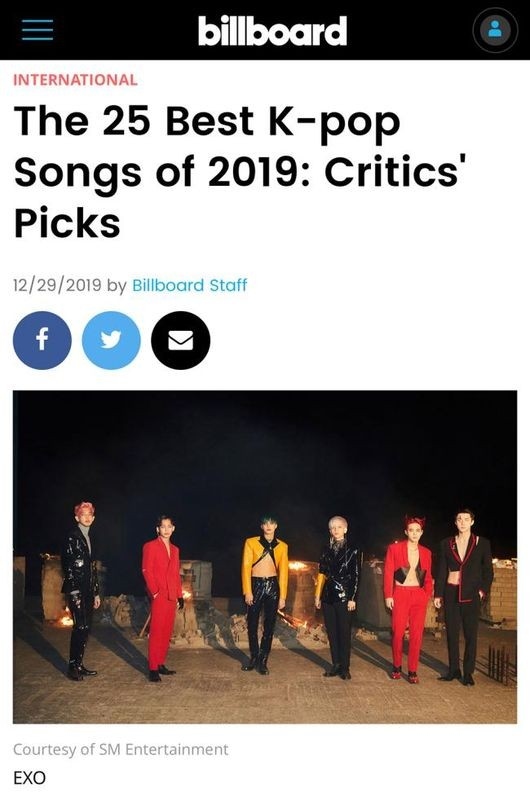 billboard
INTERNATIONAL
The 25 Best K-pop
Songs of 2019: Critics'
Picks
12/29/2019 by Billboard Staff
f
Courtesy of SM Entertainment
EXO